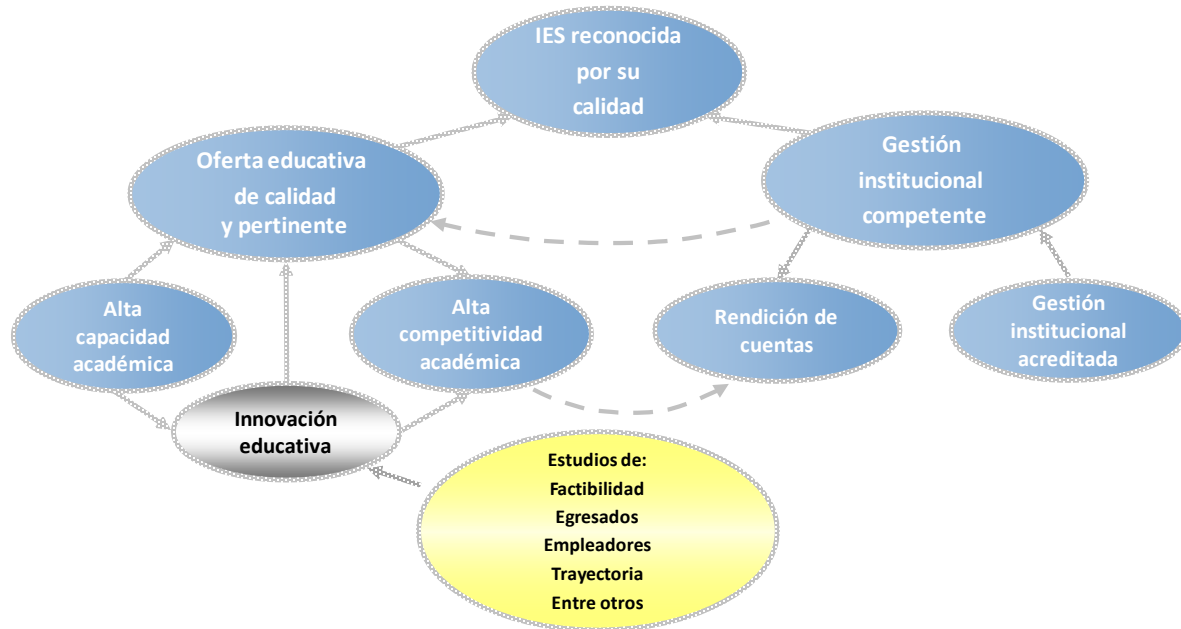 IES reconocida
por su
calidad
Oferta educativa
de calidad
y pertinente
Gestión
institucional
competente
Alta
capacidad
académica
Alta
competitividad
académica
Rendición de
cuentas
Gestión
institucional
acreditada
Innovación
educativa
Estudios de:
Factibilidad
Egresados
Empleadores
Trayectoria
Entre otros